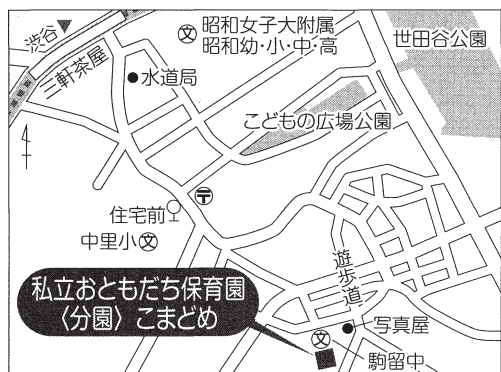 渋谷
三軒茶屋
文 昭和女子大附属
昭和幼・小・中・高
世田谷公園
水道局
こどもの広場公園
〒
住宅前
中里小 文
遊歩道
私立おともだち保育園
〈分園〉こまどめ
写真屋
文
駒留中